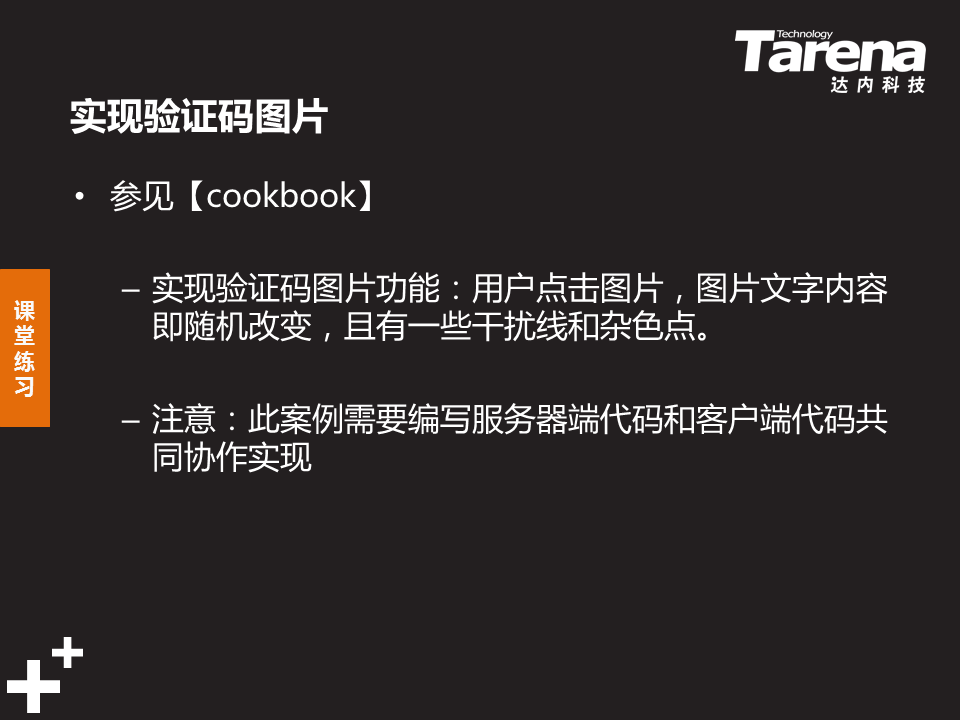 Technology
Tarena
达内科技
实现验证码图片
• 参见【cookbook】
– 实现验证码图片功能：用户点击图片，图片文字内容
即随机改变，且有一些干扰线和杂色点。
课
堂
练
习
– 注意：此案例需要编写服务器端代码和客户端代码共
同协作实现